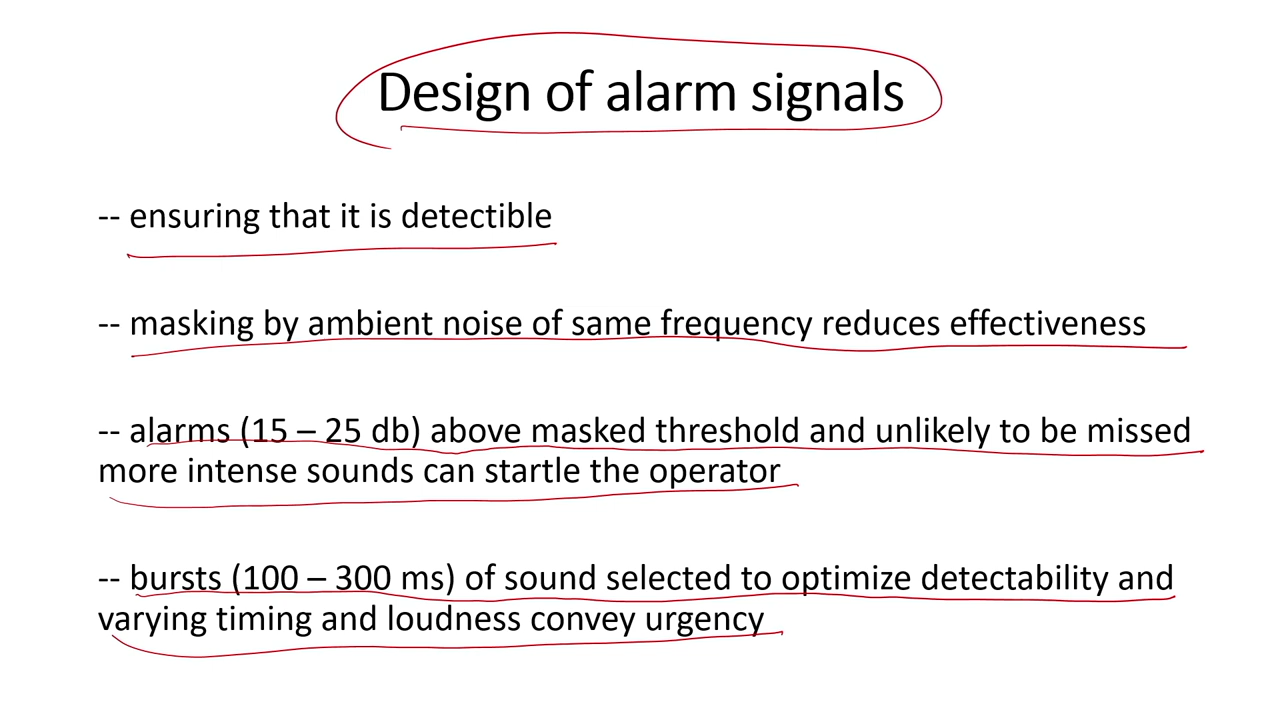 Design of alarm signals
-- ensuring that it is detectible
-- masking by ambient noise of same frequency reduces effectiveness
-- alarms (15 – 25 db) above masked threshold and unlikely to be missed
more intense sounds can startle the operator
-- bursts (100 – 300 ms) of sound selected to optimize detectability and
varying timing and loudness convey urgency